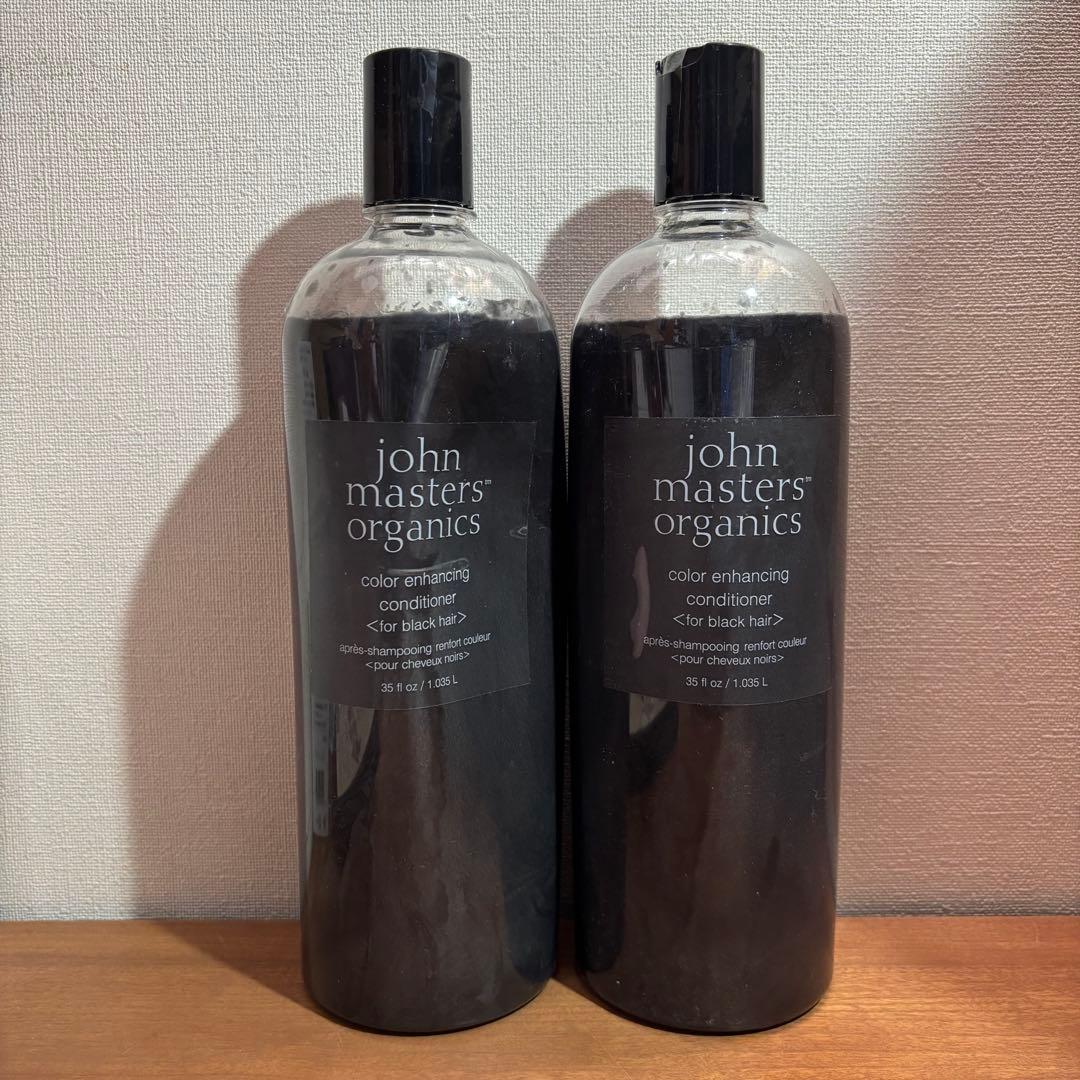 john
masters™
organics
color enhancing
conditioner
<for black hair>
après-shampooing renfort couleur
<pour cheveux noirs>
35 fl oz / 1.035 L
john
masters™
organics
color enhancing
conditioner
<for black hair>
après-shampooing renfort couleur
<pour cheveux noirs>
35 fl oz / 1.035 L